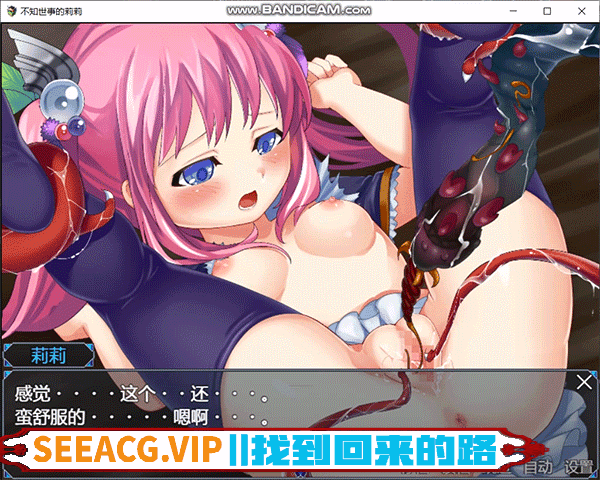 不知世事的莉莉
www.BANDICAM.com
莉莉
感觉····这个··还···。
蛮舒服的·····嗯啊···。
SEEACG.VIP||找到回来的路
自动 设置